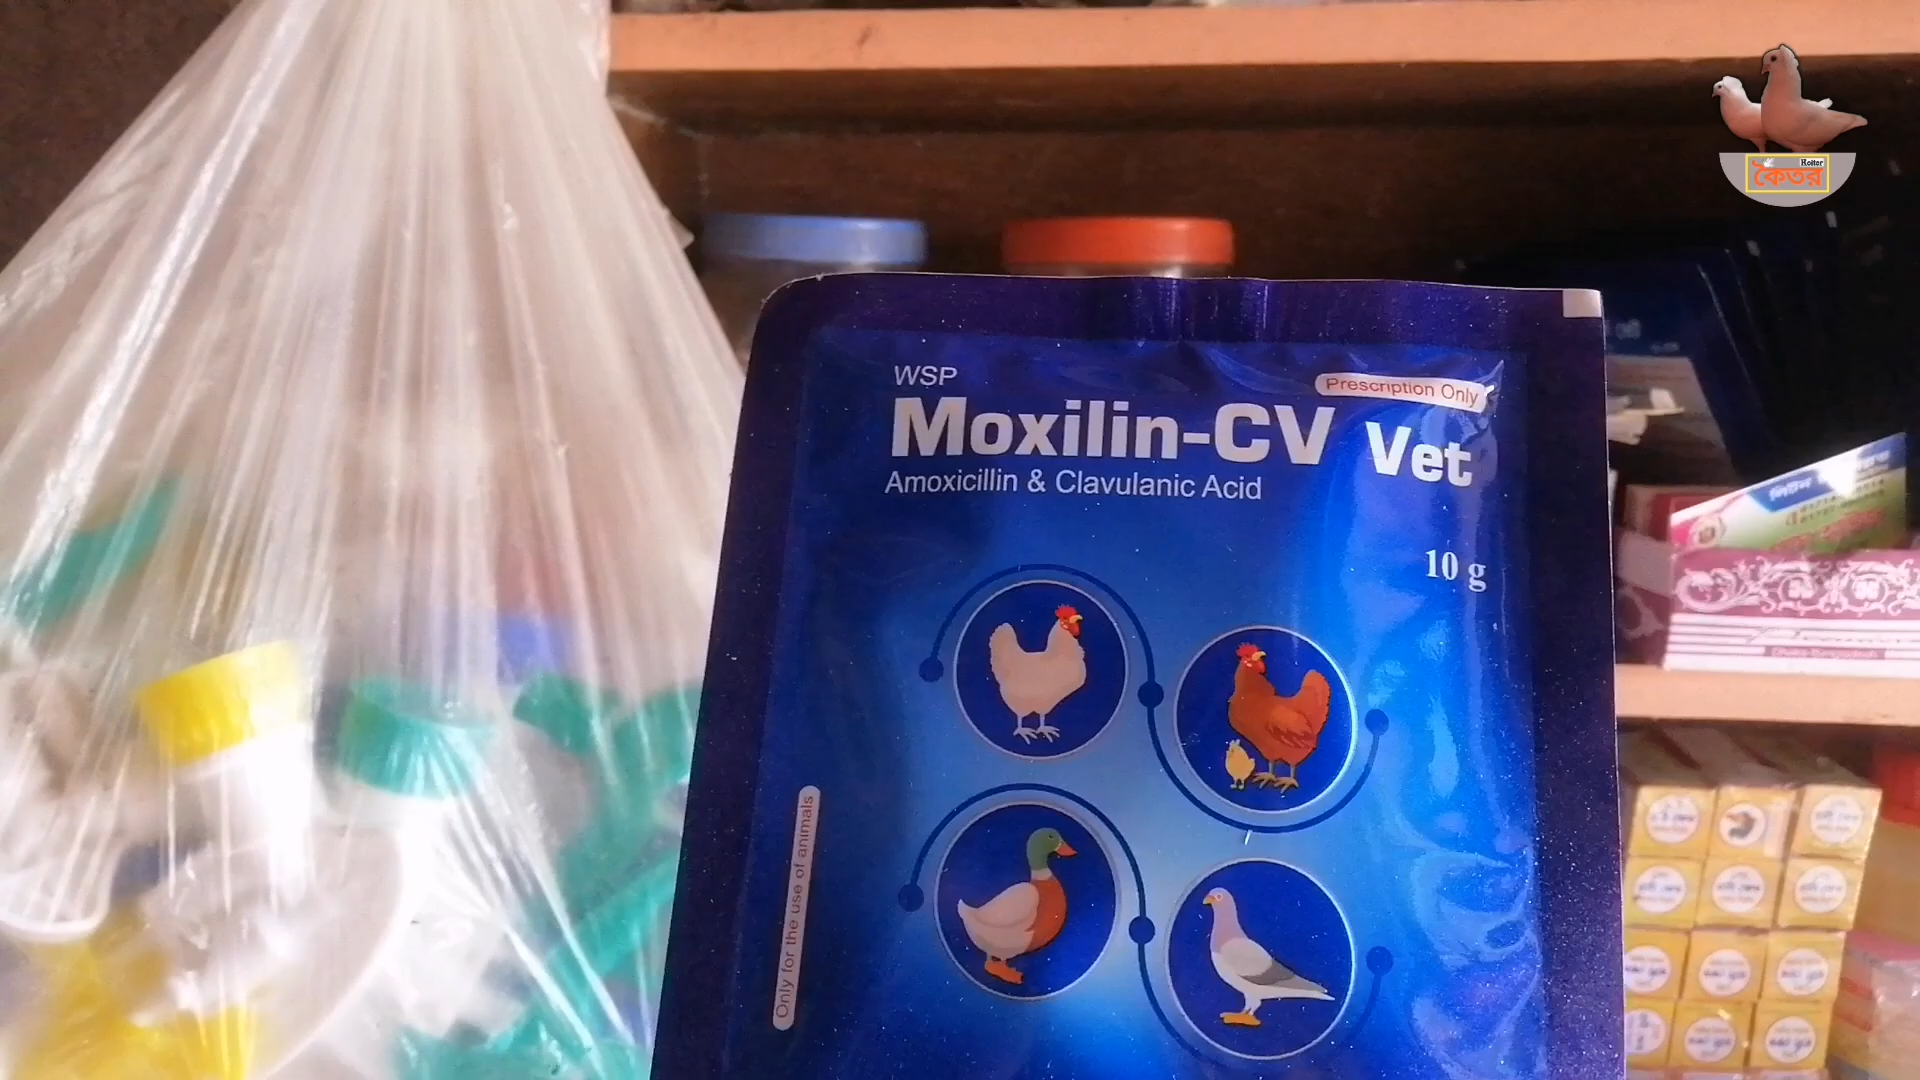 Koitor
কৈতর
WSP
Prescription Only
Moxilin-CV Vet
Amoxicillin & Clavulanic Acid
10 g
Only for the use of animals